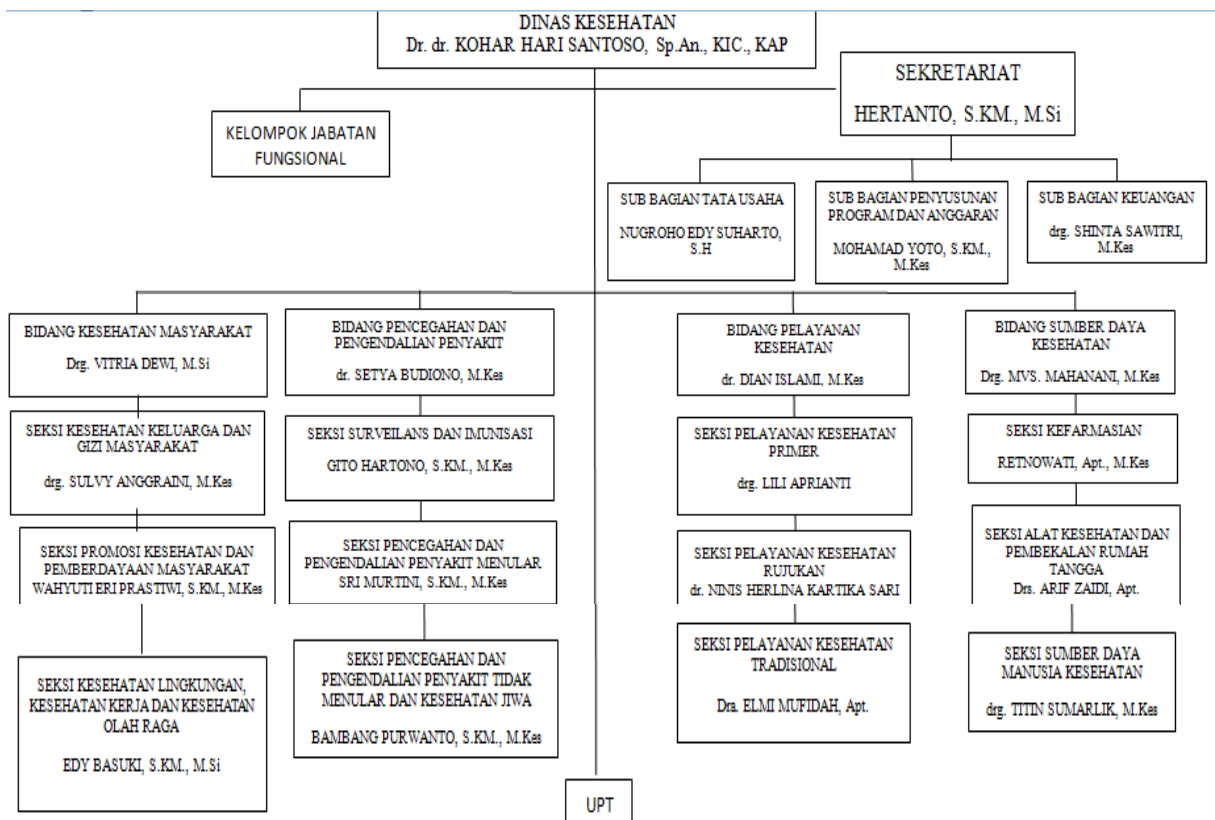 DINAS KESEHATAN
Dr. dr. KOHAR HARI SANTOSO, Sp.An., KIC., KAP
SEKRETARIAT
HERTANTO, S.KM., M.Si
KELOMPOK JABATAN
FUNGSIONAL
SUB BAGIAN TATA USAHA
NUGROHO EDY SUHARTO,
S.H
SUB BAGIAN PENYUSUNAN
PROGRAM DAN ANGGARAN
MOHAMAD YOTO, S.KM.,
M.Kes
SUB BAGIAN KEUANGAN
drg. SHINTA SAWITRI,
M.Kes
BIDANG KESEHATAN MASYARAKAT
Drg. VITRIA DEWI, M.Si
BIDANG PENCEGAHAN DAN
PENGENDALIAN PENYAKIT
dr. SETYA BUDIONO, M.Kes
BIDANG PELAYANAN
KESEHATAN
dr. DIAN ISLAMI, M.Kes
BIDANG SUMBER DAYA
KESEHATAN
Drg. MVS. MAHANANI, M.Kes
SEKSI KESEHATAN KELUARGA DAN
GIZI MASYARAKAT
drg. SULVY ANGGRAINI, M.Kes
SEKSI SURVEILANS DAN IMUNISASI
GITO HARTONO, S.KM., M.Kes
SEKSI PELAYANAN KESEHATAN
PRIMER
drg. LILI APRIANTI
SEKSI KEFARMASIAN
RETNOWATI, Apt., M.Kes
SEKSI PROMOSI KESEHATAN DAN
PEMBERDAYAAN MASYARAKAT
WAHYUTI ERI PRASTIWI, S.KM., M.Kes
SEKSI PENCEGAHAN DAN
PENGENDALIAN PENYAKIT MENULAR
SRI MURTINI, S.KM., M.Kes
SEKSI PELAYANAN KESEHATAN
RUJUKAN
dr. NINIS HERLINA KARTIKA SARI
SEKSI ALAT KESEHATAN DAN
PEMBEKALAN RUMAH
TANGGA
Drs. ARIF ZAIDI, Apt.
SEKSI KESEHATAN LINGKUNGAN,
KESEHATAN KERJA DAN KESEHATAN
OLAH RAGA
EDY BASUKI, S.KM., M.Si
SEKSI PENCEGAHAN DAN
PENGENDALIAN PENYAKIT TIDAK
MENULAR DAN KESEHATAN JIWA
BAMBANG PURWANTO, S.KM., M.Kes
SEKSI PELAYANAN KESEHATAN
TRADISIONAL
Dra. ELMI MUFIDAH, Apt.
SEKSI SUMBER DAYA
MANUSIA KESEHATAN
drg. TITIN SUMARLIK, M.Kes
UPT